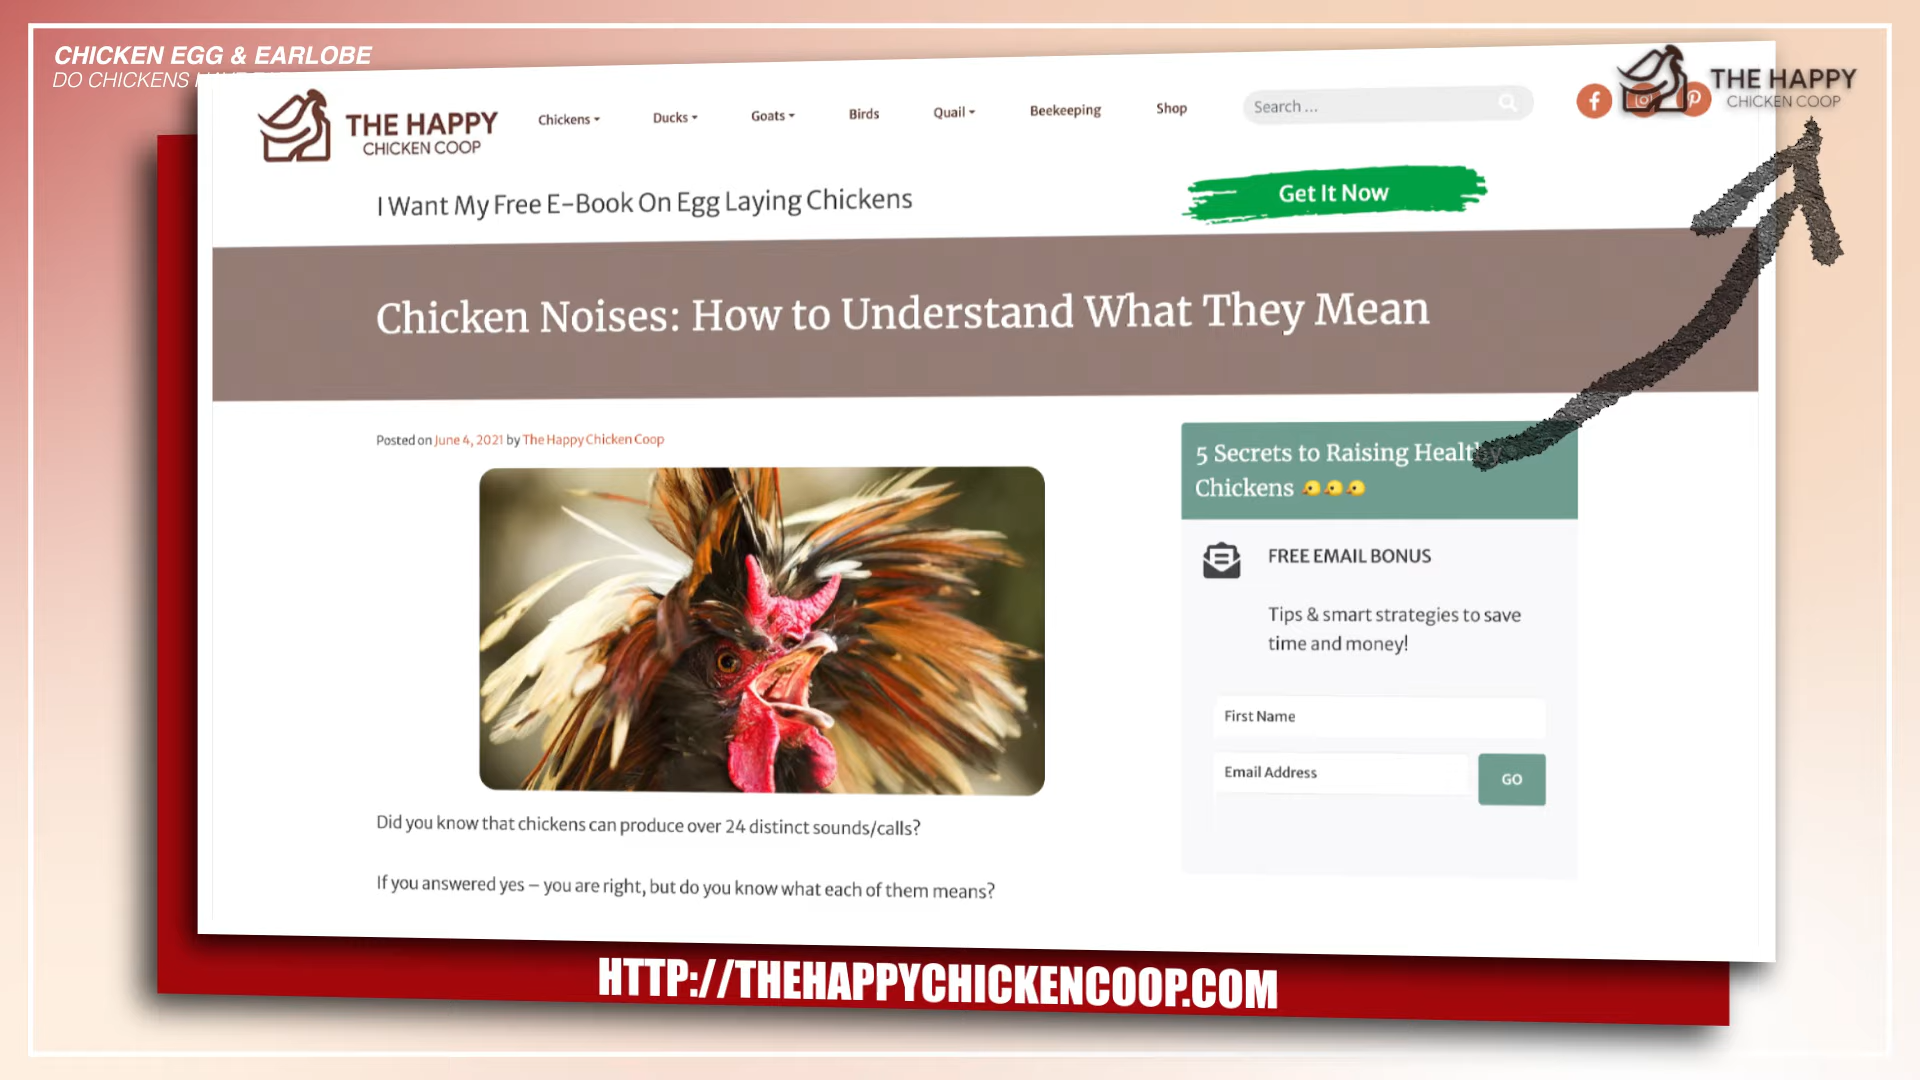 CHICKEN EGG & EARLOBE
DO CHICKENS
THE HAPPY
CHICKEN COOP
Chickens
Ducks
Goats
Birds
Quail
Beekeeping
Shop
Search ...
THE HAPPY
CHICKEN COOP
I Want My Free E-Book On Egg Laying Chickens
Get It Now
Chicken Noises: How to Understand What They Mean
Posted on June 4, 2021 by The Happy Chicken Coop
5 Secrets to Raising Healthy
Chickens
FREE EMAIL BONUS
Tips & smart strategies to save
time and money!
First Name
Email Address
GO
Did you know that chickens can produce over 24 distinct sounds/calls?
If you answered yes – you are right, but do you know what each of them means?
HTTP://THEHAPPYCHICKENCOOP.COM